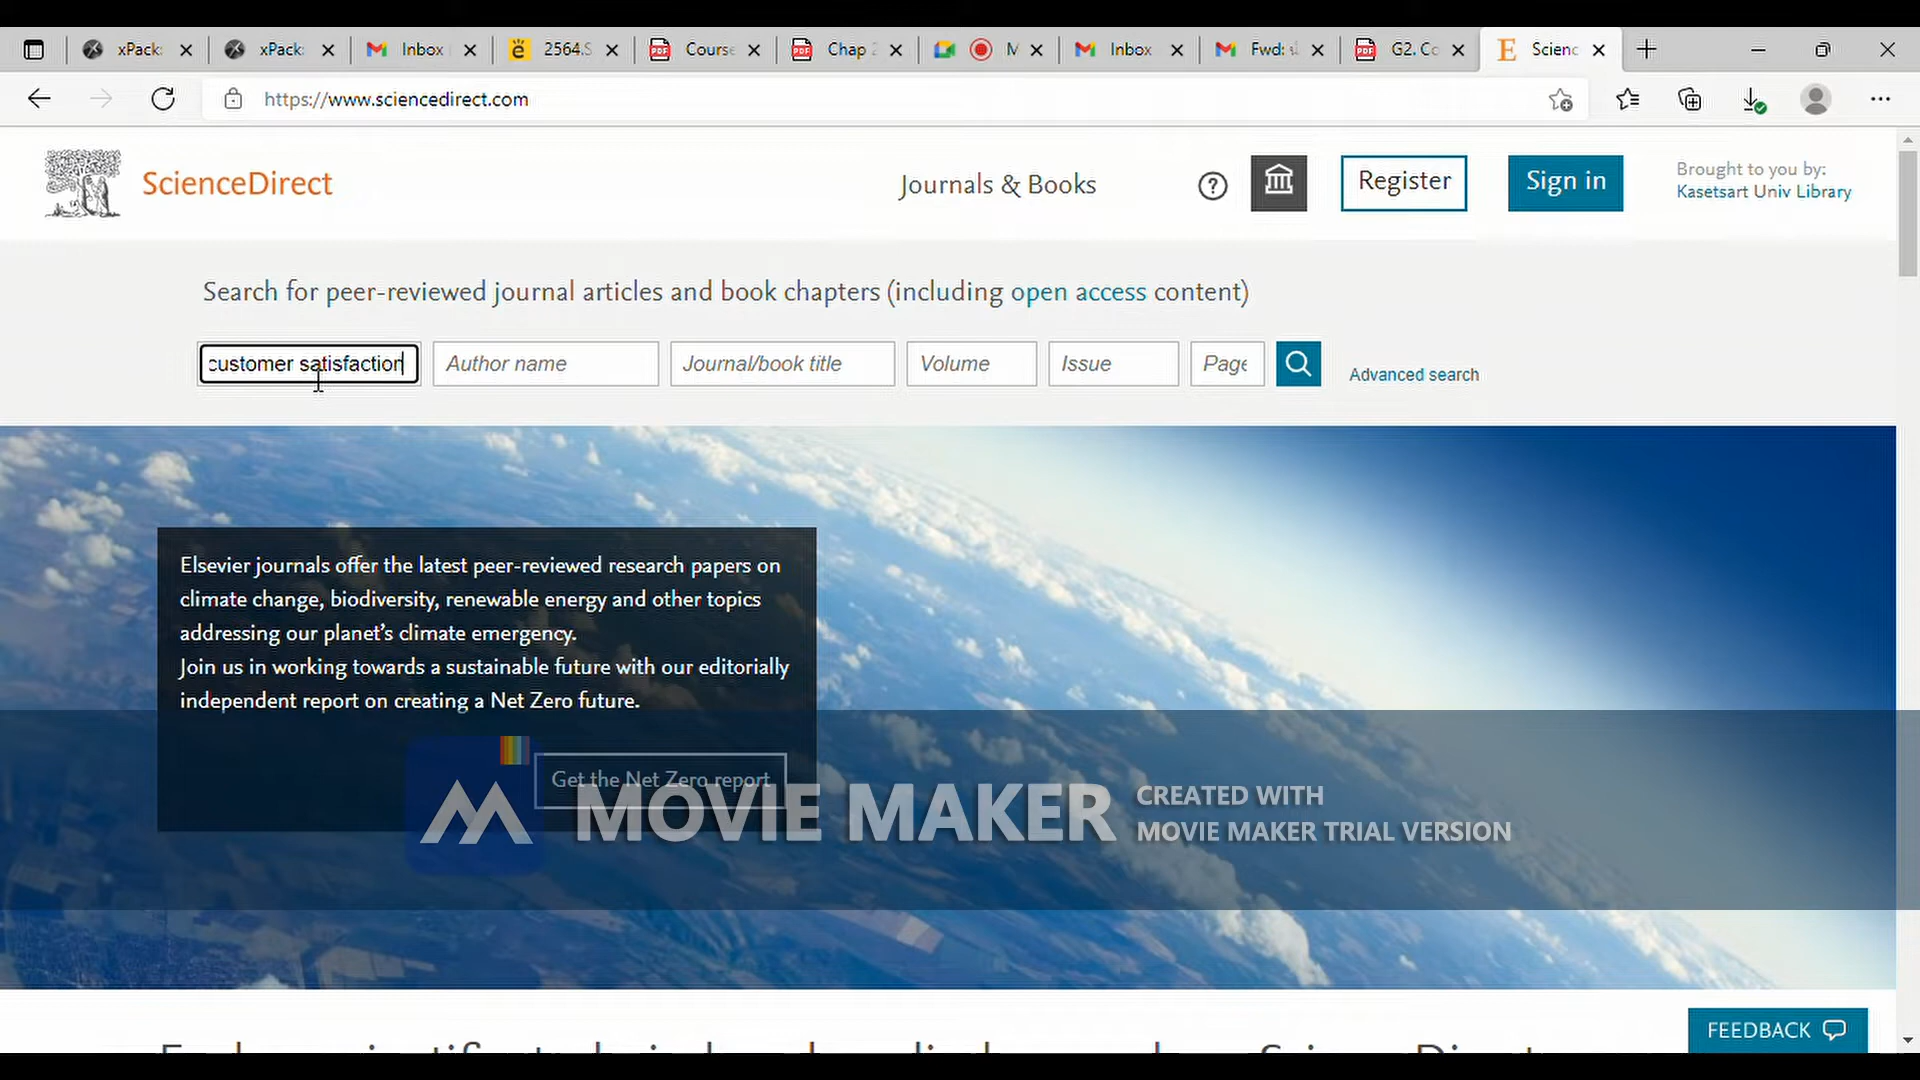 xPack
xPack
Inbox
2564.S
Course
Chap 2
M
Inbox
Fwd:
G2. Co
Scienc
https://www.sciencedirect.com
ScienceDirect
Journals & Books
Register
Sign in
Brought to you by:
Kasetsart Univ Library
Search for peer-reviewed journal articles and book chapters (including open access content)
customer satisfaction
Author name
Journal/book title
Volume
Issue
Page
Advanced search
Elsevier journals offer the latest peer-reviewed research papers on
climate change, biodiversity, renewable energy and other topics
addressing our planet's climate emergency.
Join us in working towards a sustainable future with our editorially
independent report on creating a Net Zero future.
Get the Net Zero report
MOVIE MAKER
CREATED WITH
MOVIE MAKER TRIAL VERSION
FEEDBACK